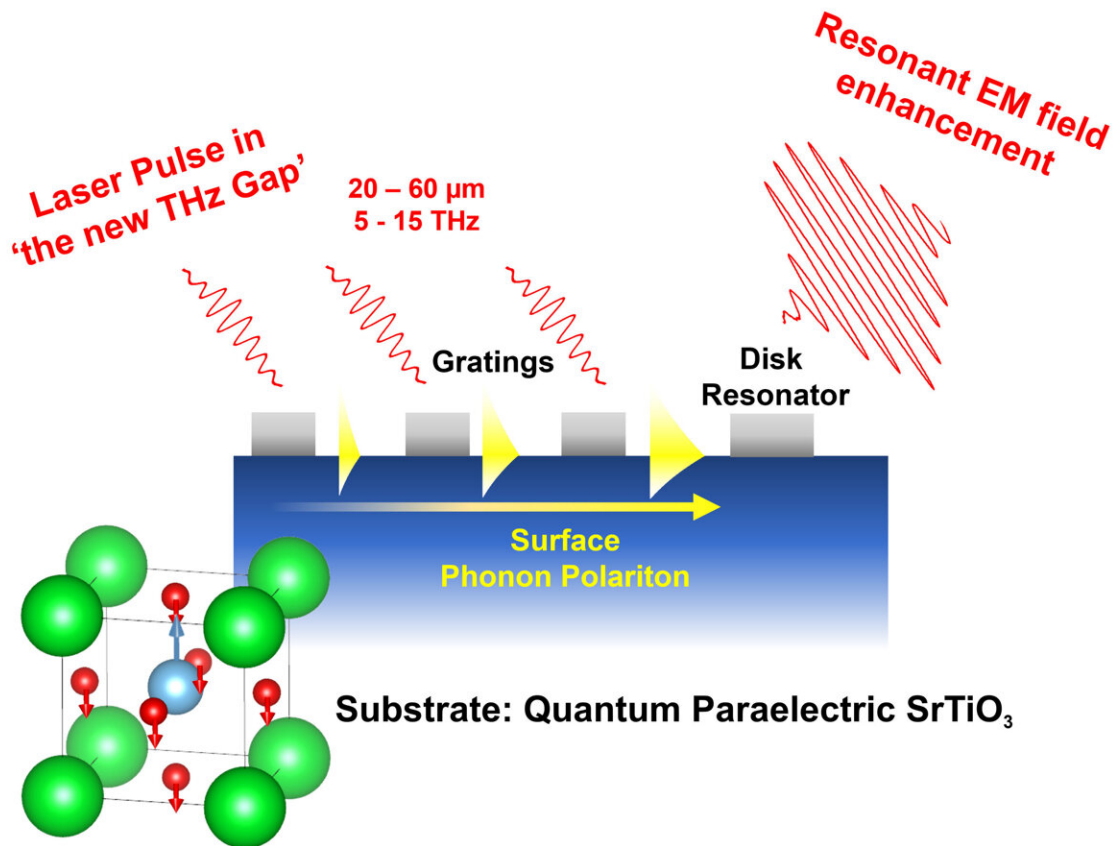 Laser Pulse in
‘the new THz Gap’
20 – 60 µm
5 - 15 THz
Resonant EM field
enhancement
Gratings
Disk
Resonator
Surface
Phonon Polariton
Substrate: Quantum Paraelectric SrTiO₃